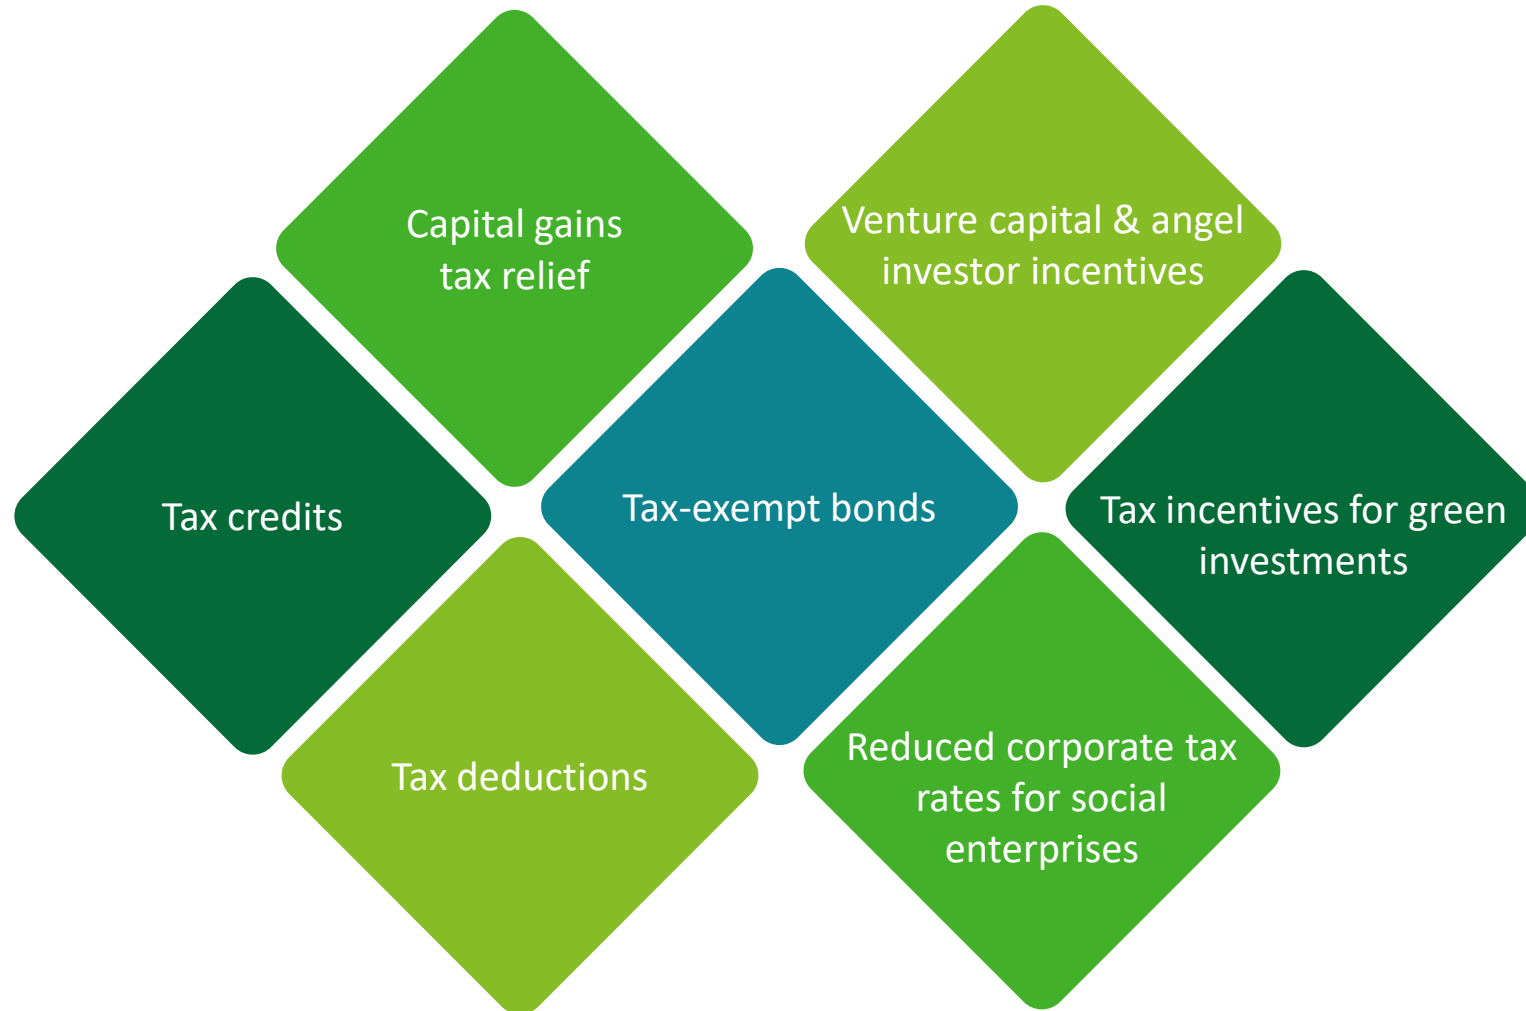 Capital gains
tax relief
Venture capital & angel
investor incentives
Tax credits
Tax-exempt bonds
Tax incentives for green
investments
Tax deductions
Reduced corporate tax
rates for social
enterprises